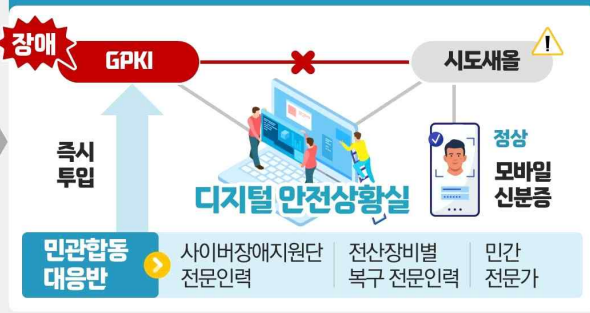 장애
GPKI
시도새올
즉시
투입
정상
모바일
신분증
디지털 안전상황실
민관합동
대응반
사이버장애지원단
전문인력
전산장비별
복구 전문인력
민간
전문가